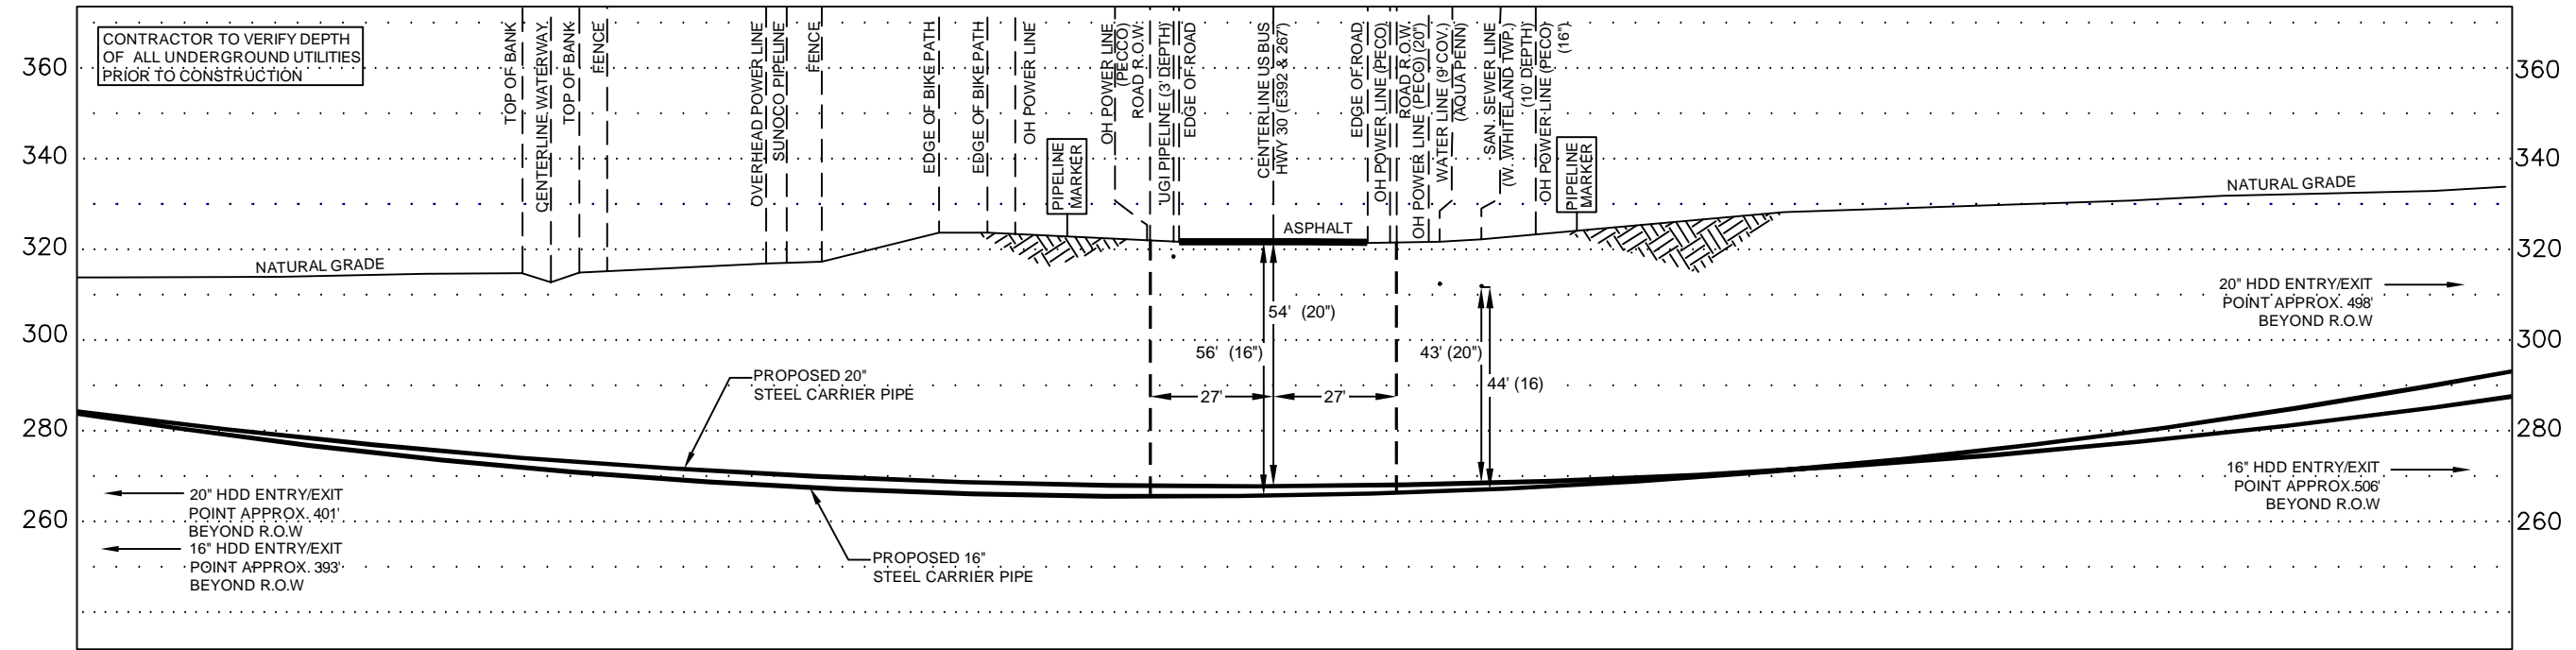 CONTRACTOR TO VERIFY DEPTH
OF ALL UNDERGROUND UTILITIES
PRIOR TO CONSTRUCTION
TOP OF BANK
CENTERLINE WATERWAY
TOP OF BANK
FENCE
OVERHEAD POWER LINE
SUNOCO PIPELINE
FENCE
EDGE OF BIKE PATH
EDGE OF BIKE PATH
OH POWER LINE
PIPELINE
MARKER
OH POWER LINE
(PECCO)
ROAD R.O.W.
UGI PIPELINE (3' DEPTH)
EDGE OF ROAD
CENTERLINE US BUS
HWY 30 (E392 & 267')
EDGE OF ROAD
OH POWER LINE (PECO)
ROAD R.O.W.
OH POWER LINE (PECO) (20")
WATER LINE (9' COV.)
(AQUA PENN)
SAN. SEWER LINE
(W. WHITELAND TWP.)
(10' DEPTH)
OH POWER LINE (PECO)
(16")
PIPELINE
MARKER
360
340
320
300
280
260
360
340
320
300
280
260
NATURAL GRADE
ASPHALT
NATURAL GRADE
54' (20")
56' (16")
43' (20")
44' (16)
27'
27'
20" HDD ENTRY/EXIT
POINT APPROX. 498'
BEYOND R.O.W
PROPOSED 20"
STEEL CARRIER PIPE
16" HDD ENTRY/EXIT
POINT APPROX.506'
BEYOND R.O.W
20" HDD ENTRY/EXIT
POINT APPROX. 401'
BEYOND R.O.W
16" HDD ENTRY/EXIT
POINT APPROX. 393'
BEYOND R.O.W
PROPOSED 16"
STEEL CARRIER PIPE